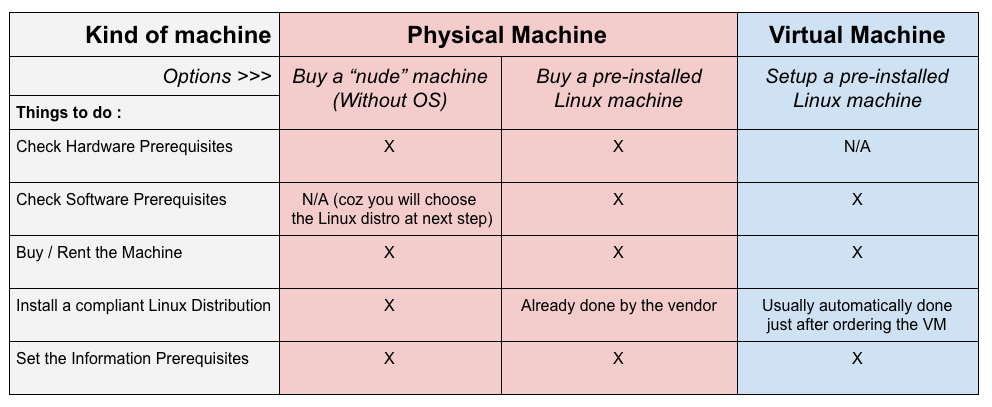 Kind of machine
Physical Machine
Virtual Machine
Options >>>
Buy a “nude” machine
(Without OS)
Buy a pre-installed
Linux machine
Setup a pre-installed
Linux machine
Things to do :
Check Hardware Prerequisites
X
X
N/A
Check Software Prerequisites
N/A (coz you will choose
the Linux distro at next step)
X
X
Buy / Rent the Machine
X
X
X
Install a compliant Linux Distribution
X
Already done by the vendor
Usually automatically done
just after ordering the VM
Set the Information Prerequisites
X
X
X